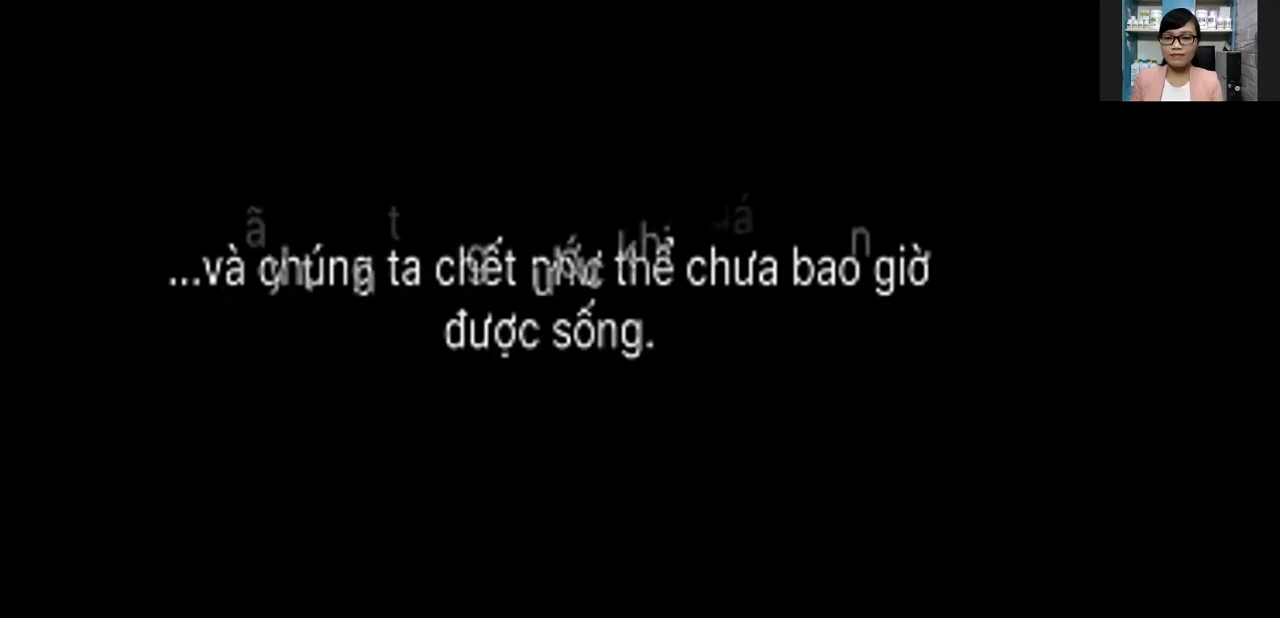 ...và chúng ta chết như thể chưa bao giờ
được sống.